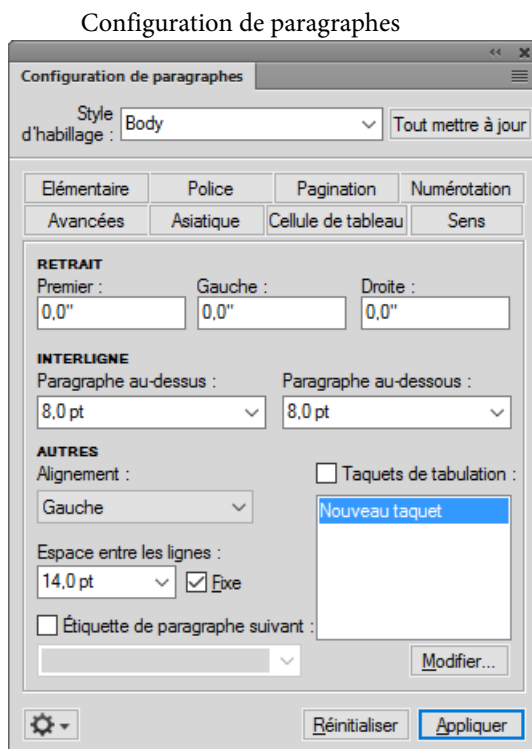 Configuration de paragraphes
Configuration de paragraphes
Style d'habillage : Body Tout mettre à jour
Elémentaire Police Pagination Numérotation
Avancées Asiatique Cellule de tableau Sens
RETRAIT
Premier : Gauche : Droite :
0,0" 0,0" 0,0"
INTERLIGNE
Paragraphe au-dessus : Paragraphe au-dessous :
8,0 pt 8,0 pt
AUTRES
Alignement : Taquets de tabulation :
Gauche Nouveau taquet
Espace entre les lignes :
14,0 pt Fixe
Étiquette de paragraphe suivant :
Modifier...
Réinitialiser Appliquer